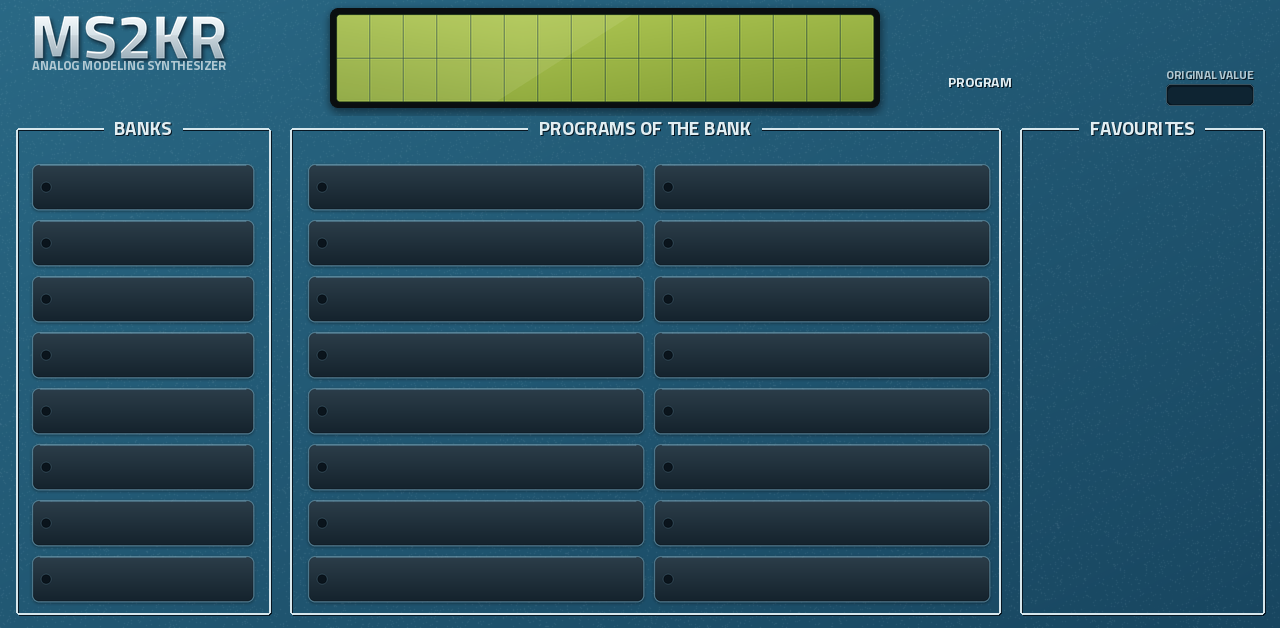 MS2KR
ANALOG MODELING SYNTHESIZER
PROGRAM
ORIGINAL VALUE
BANKS
PROGRAMS OF THE BANK
FAVOURITES